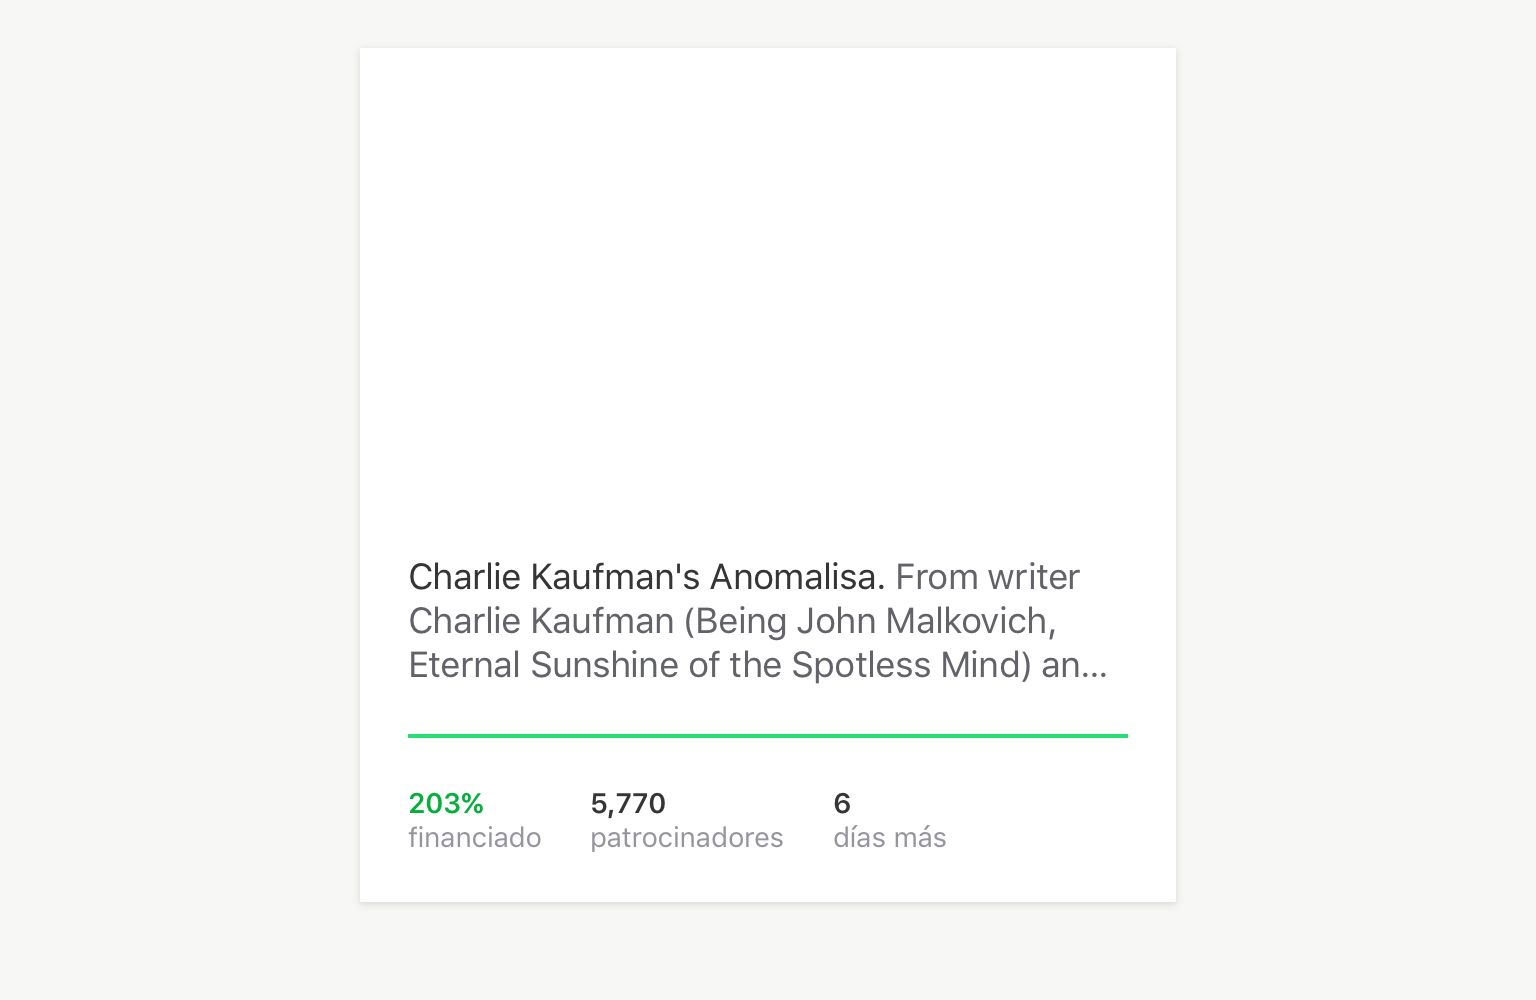 Charlie Kaufman's Anomalisa. From writer
Charlie Kaufman (Being John Malkovich,
Eternal Sunshine of the Spotless Mind) an...
203% 5,770 6
financiado patrocinadores días más